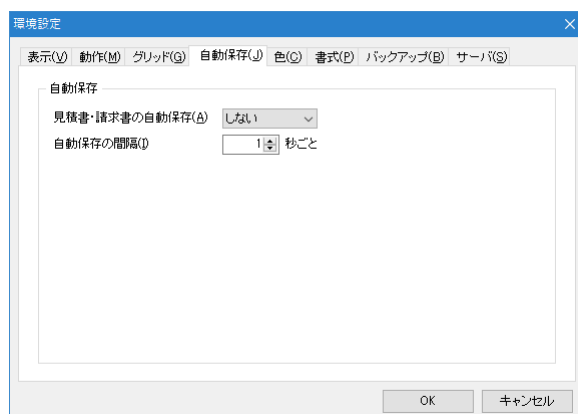 環境設定
表示(V) 動作(M) グリッド(G) 自動保存(J) 色(C) 書式(P) バックアップ(B) サーバ(S)
自動保存
見積書・請求書の自動保存(A) しない
自動保存の間隔(I) 1 秒ごと
OK キャンセル